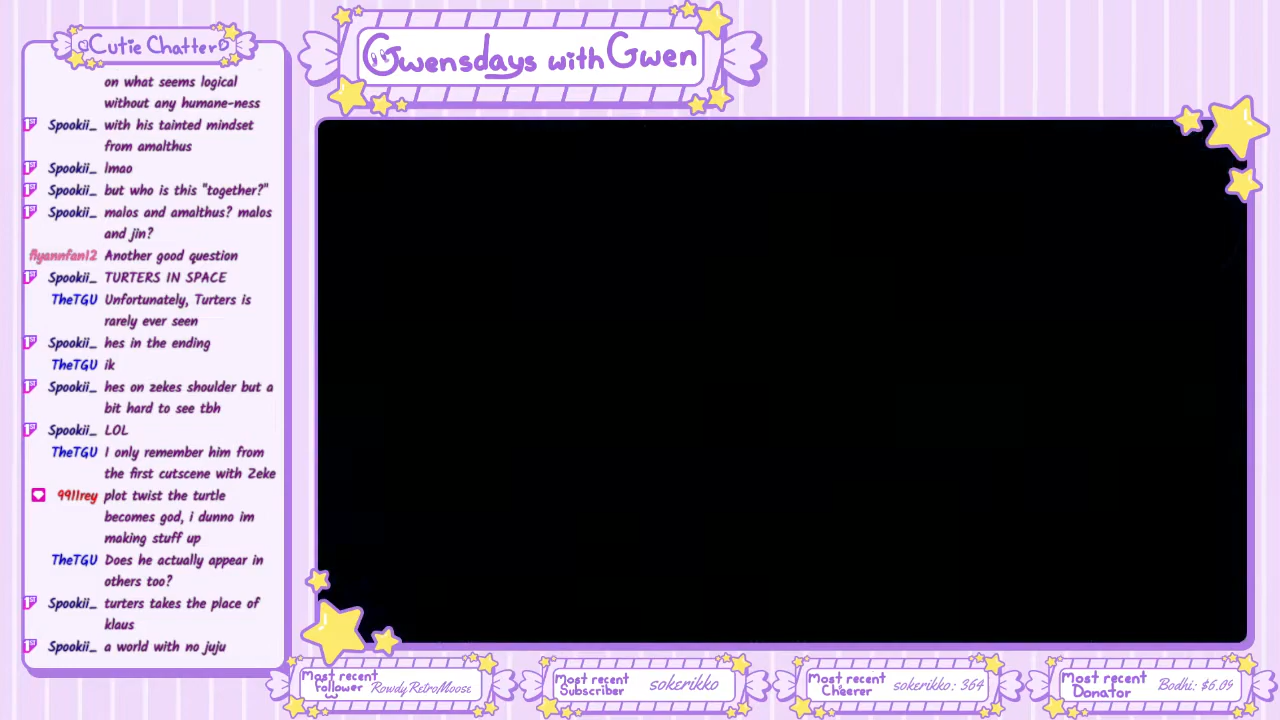 Cutie Chatter
Gwensdays with Gwen
on what seems logical
without any humane-ness
Spookii_ with his tainted mindset
from amalthus
Spookii_ lmao
Spookii_ but who is this "together?"
Spookii_ malos and amalthus? malos
and jin?
fiyannfan12 Another good question
Spookii_ TURTERS IN SPACE
TheTGU Unfortunately, Turters is
rarely ever seen
Spookii_ hes in the ending
TheTGU ik
Spookii_ hes on zekes shoulder but a
bit hard to see tbh
Spookii_ LOL
TheTGU I only remember him from
the first cutscene with Zeke
9911rey plot twist the turtle
becomes god, i dunno im
making stuff up
TheTGU Does he actually appear in
others too?
Spookii_ turters takes the place of
klaus
Spookii_ a world with no juju
Most recent
follower RowdyRetroMoose
Most recent
Subscriber sokerikko
Most recent
Cheerer sokerikko: 364
Most recent
Donator Bodhi: $6.09